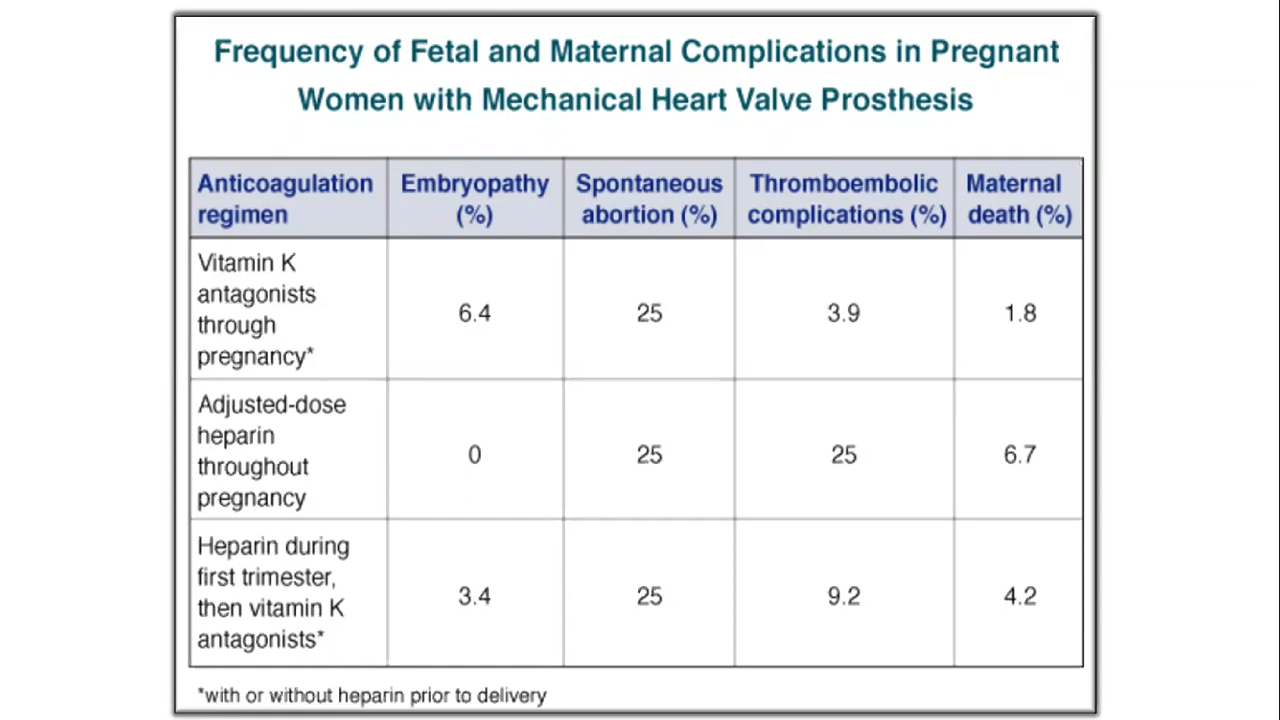 Frequency of Fetal and Maternal Complications in Pregnant
Women with Mechanical Heart Valve Prosthesis
Anticoagulation regimen
Embryopathy (%)
Spontaneous abortion (%)
Thromboembolic complications (%)
Maternal death (%)
Vitamin K
antagonists
through
pregnancy*
6.4
25
3.9
1.8
Adjusted-dose
heparin
throughout
pregnancy
0
25
25
6.7
Heparin during
first trimester,
then vitamin K
antagonists*
3.4
25
9.2
4.2
*with or without heparin prior to delivery